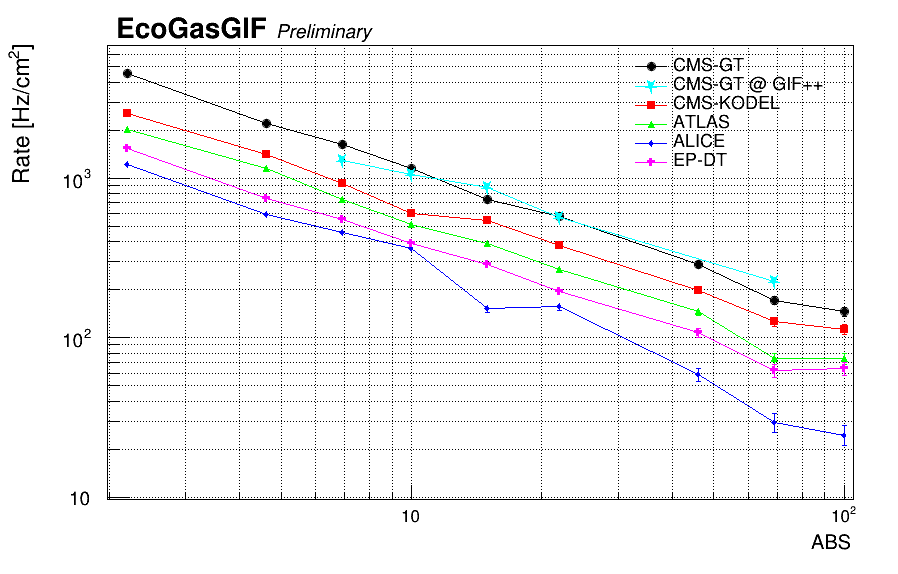 EcoGasGIF Preliminary
Rate [Hz/cm²]
CMS-GT
CMS-GT @ GIF++
CMS-KODEL
ATLAS
ALICE
EP-DT
10³
10²
10
10
10²
ABS